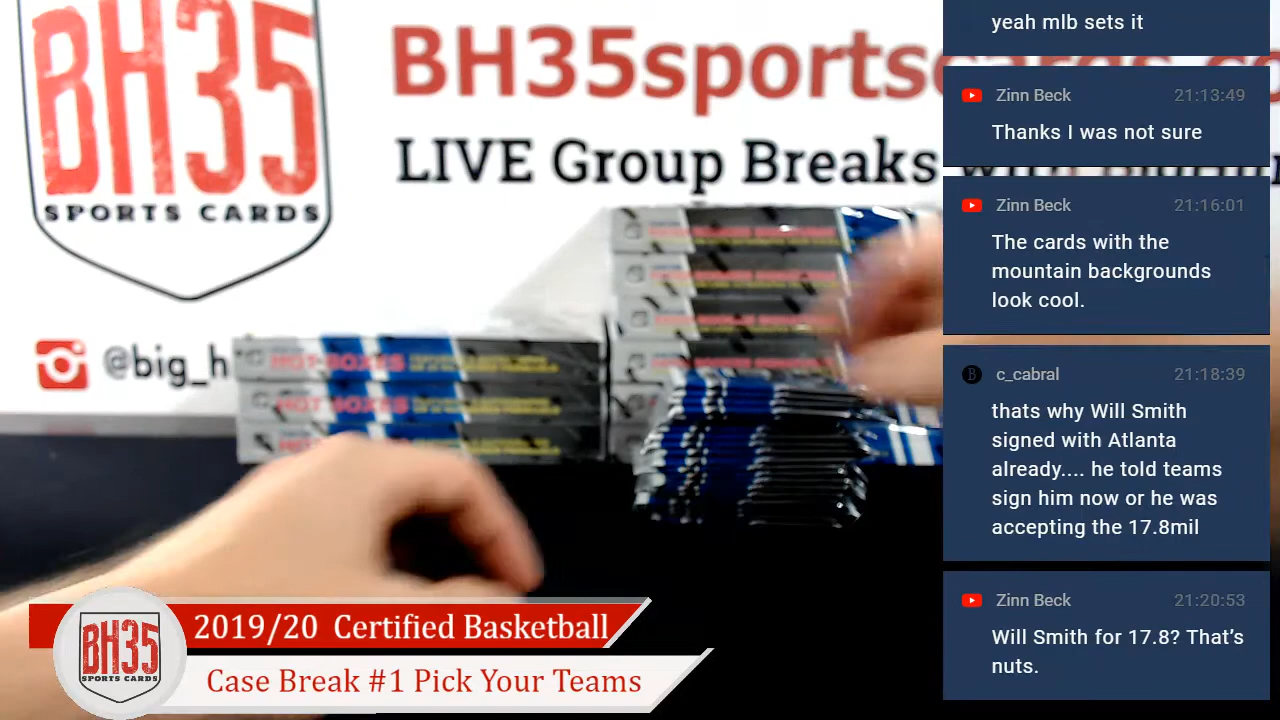 BH35
SPORTS CARDS
BH35sports
LIVE Group Breaks
@big_h
HOT BOXES
HOT BOXES
2019/20 Certified Basketball
Case Break #1 Pick Your Teams
BH35
SPORTS CARDS
yeah mlb sets it
Zinn Beck 21:13:49
Thanks I was not sure
Zinn Beck 21:16:01
The cards with the
mountain backgrounds
look cool.
c_cabral 21:18:39
thats why Will Smith
signed with Atlanta
already.... he told teams
sign him now or he was
accepting the 17.8mil
Zinn Beck 21:20:53
Will Smith for 17.8? That's
nuts.